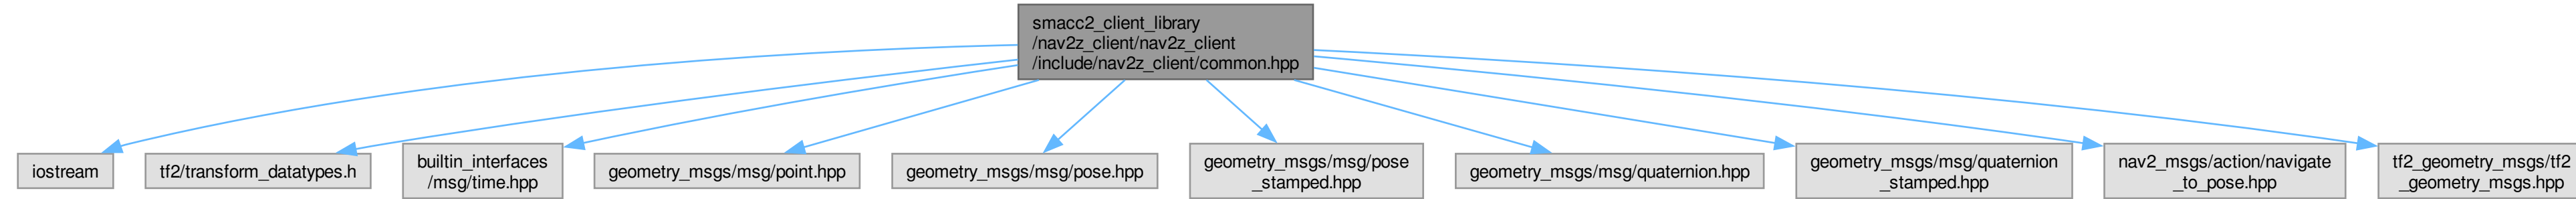 smacc2_client_library
/nav2z_client/nav2z_client
/include/nav2z_client/common.hpp
iostream
tf2/transform_datatypes.h
builtin_interfaces
/msg/time.hpp
geometry_msgs/msg/point.hpp
geometry_msgs/msg/pose.hpp
geometry_msgs/msg/pose
_stamped.hpp
geometry_msgs/msg/quaternion.hpp
geometry_msgs/msg/quaternion
_stamped.hpp
nav2_msgs/action/navigate
_to_pose.hpp
tf2_geometry_msgs/tf2
_geometry_msgs.hpp